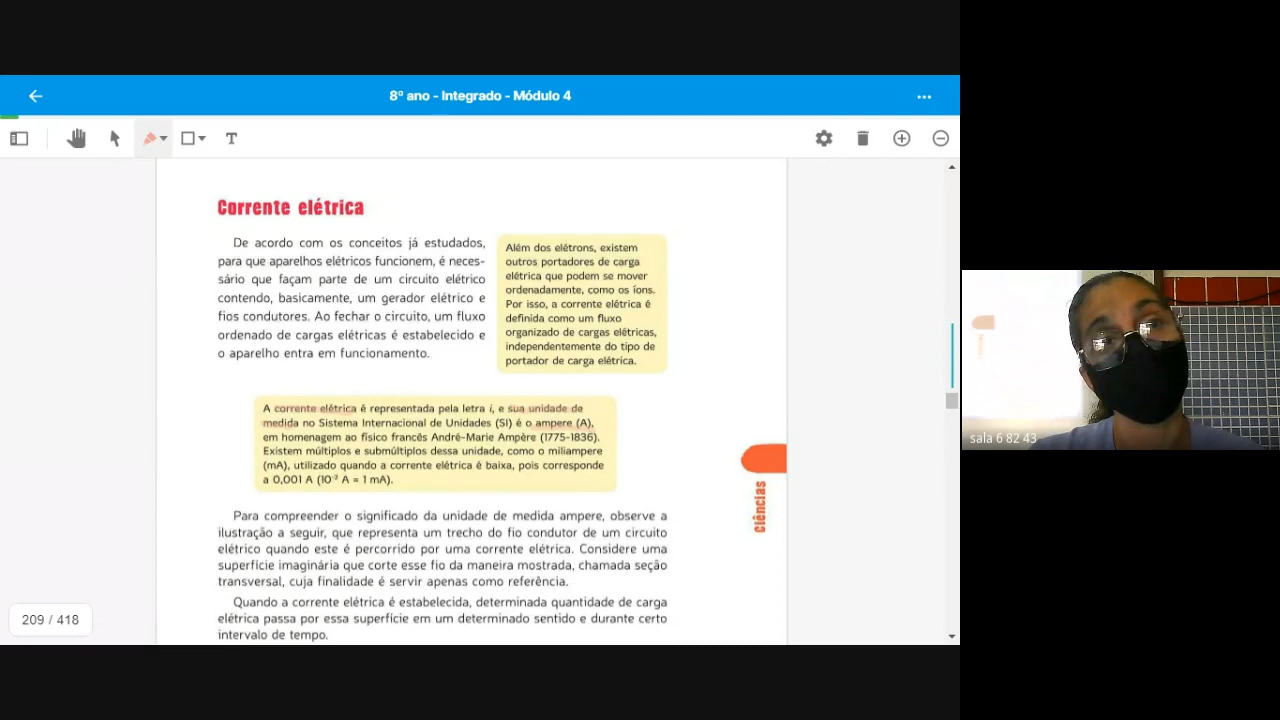 8º ano - Integrado - Módulo 4
T
Corrente elétrica
De acordo com os conceitos já estudados,
para que aparelhos elétricos funcionem, é neces-
sário que façam parte de um circuito elétrico
contendo, basicamente, um gerador elétrico e
fios condutores. Ao fechar o circuito, um fluxo
ordenado de cargas elétricas é estabelecido e
o aparelho entra em funcionamento.
Além dos elétrons, existem
outros portadores de carga
elétrica que podem se mover
ordenadamente, como os íons.
Por isso, a corrente elétrica é
definida como um fluxo
organizado de cargas elétricas,
independentemente do tipo de
portador de carga elétrica.
A corrente elétrica é representada pela letra i, e sua unidade de
medida no Sistema Internacional de Unidades (SI) é o ampere (A),
em homenagem ao físico francês André-Marie Ampère (1775-1836).
Existem múltiplos e submúltiplos dessa unidade, como o miliampere
(mA), utilizado quando a corrente elétrica é baixa, pois corresponde
a 0,001 A (10⁻³ A = 1 mA).
Para compreender o significado da unidade de medida ampere, observe a
ilustração a seguir, que representa um trecho do fio condutor de um circuito
elétrico quando este é percorrido por uma corrente elétrica. Considere uma
superfície imaginária que corte esse fio da maneira mostrada, chamada seção
transversal, cuja finalidade é servir apenas como referência.
Quando a corrente elétrica é estabelecida, determinada quantidade de carga
elétrica passa por essa superfície em um determinado sentido e durante certo
intervalo de tempo.
Ciências
209 / 418
sala 6 82 43